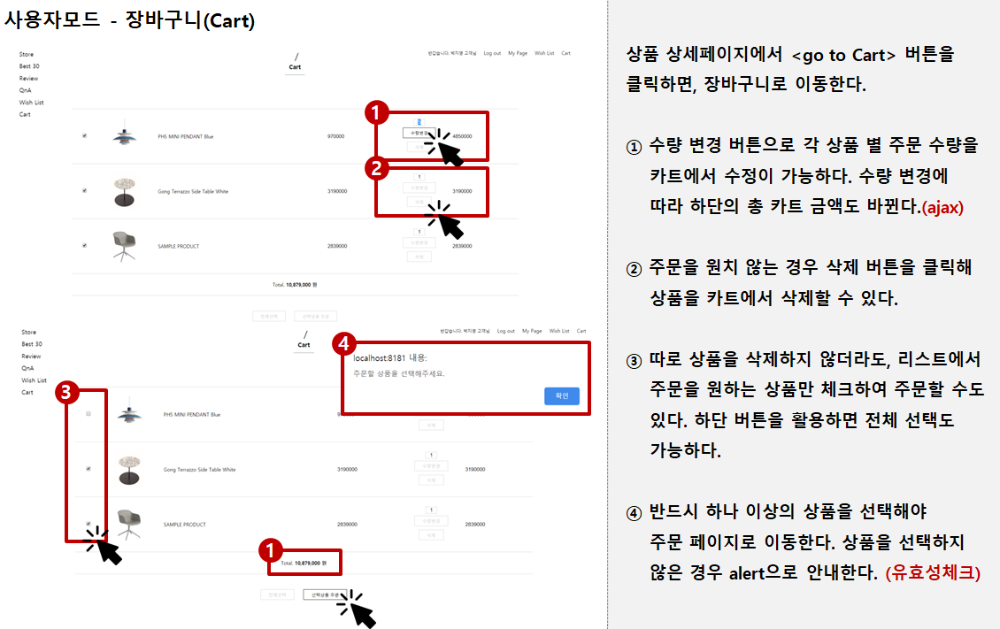 사용자모드 - 장바구니(Cart)
Store
Best 30
Review
QnA
Wish List
Cart
/
Cart
반갑습니다. 박지영 고객님 Log out My Page Wish List Cart
1
PH5 MINI PENDANT Blue 970000 수량변경 4850000
2
1
Gong Terrazzo Side Table White 3190000 수량변경 3190000
삭제
1
SAMPLE PRODUCT 2839000 수량변경 2839000
삭제
Total. 10,879,000 원
전체선택 선택상품 주문
Store
Best 30
Review
QnA
Wish List
Cart
/
Cart
반갑습니다. 박지영 고객님 Log out My Page Wish List Cart
4
localhost:8181 내용:
주문할 상품을 선택해주세요.
확인
3
PH5 MINI PENDANT Blue
삭제
1
Gong Terrazzo Side Table White 3190000 수량변경 3190000
삭제
1
SAMPLE PRODUCT 2839000 수량변경 2839000
삭제
1
Total. 10,879,000 원
전체선택 선택상품 주문
상품 상세페이지에서 <go to Cart> 버튼을
클릭하면, 장바구니로 이동한다.
① 수량 변경 버튼으로 각 상품 별 주문 수량을
카트에서 수정이 가능하다. 수량 변경에
따라 하단의 총 카트 금액도 바뀐다.(ajax)
② 주문을 원치 않는 경우 삭제 버튼을 클릭해
상품을 카트에서 삭제할 수 있다.
③ 따로 상품을 삭제하지 않더라도, 리스트에서
주문을 원하는 상품만 체크하여 주문할 수도
있다. 하단 버튼을 활용하면 전체 선택도
가능하다.
④ 반드시 하나 이상의 상품을 선택해야
주문 페이지로 이동한다. 상품을 선택하지
않은 경우 alert으로 안내한다. (유효성체크)